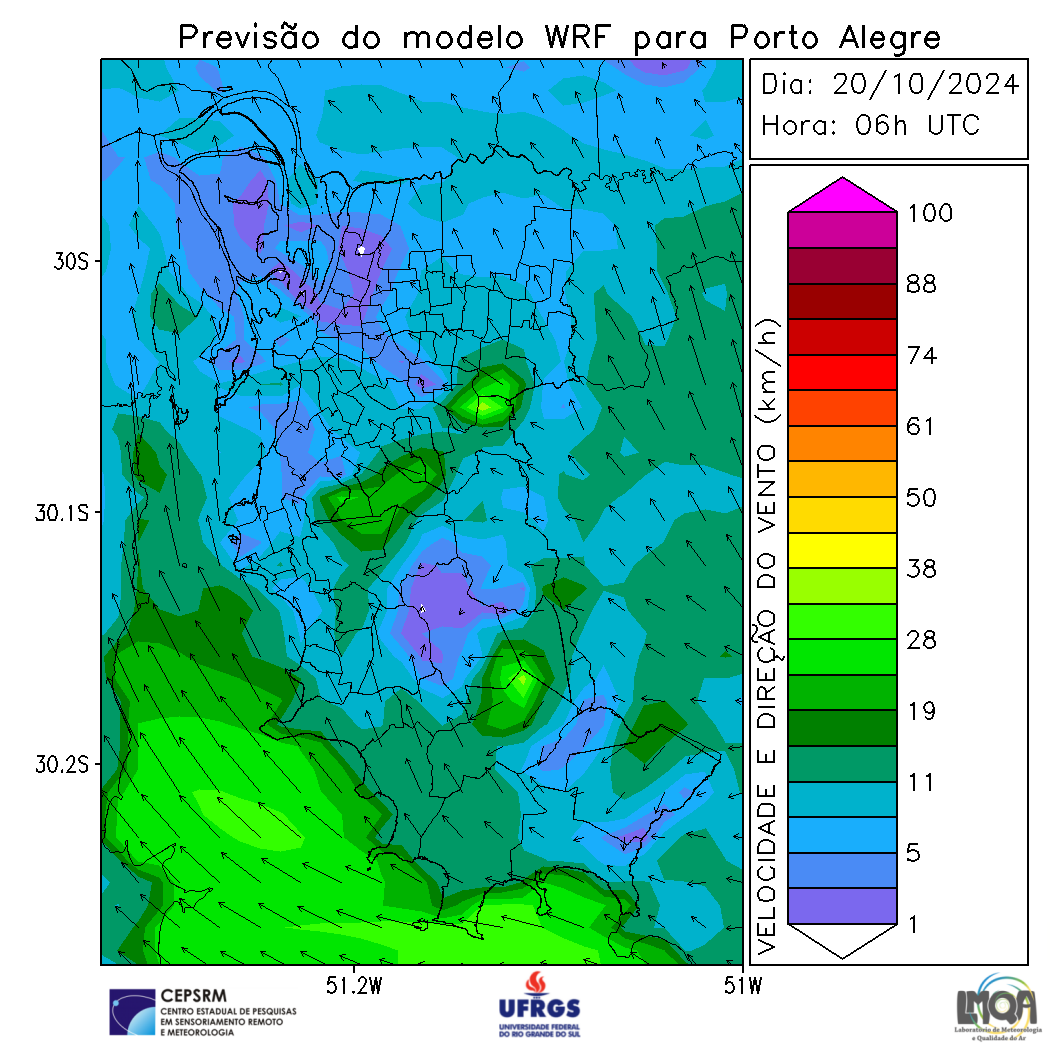 Previsão do modelo WRF para Porto Alegre
Dia: 20/10/2024
Hora: 06h UTC
30S
30.1S
30.2S
51.2W
51W
VELOCIDADE E DIREÇÃO DO VENTO (km/h)
100
88
74
61
50
38
28
19
11
5
1
CEPSRM
CENTRO ESTADUAL DE PESQUISAS
EM SENSORIAMENTO REMOTO
E METEOROLOGIA
UFRGS
UNIVERSIDADE FEDERAL
DO RIO GRANDE DO SUL
LMQA
Laboratório de Meteorologia
e Qualidade do Ar